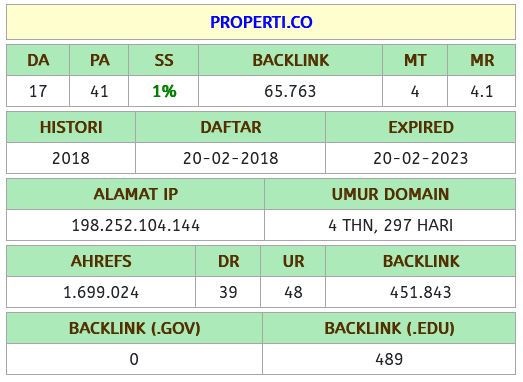 PROPERTI.CO
DA PA SS BACKLINK MT MR
17 41 1% 65.763 4 4.1
HISTORI DAFTAR EXPIRED
2018 20-02-2018 20-02-2023
ALAMAT IP UMUR DOMAIN
198.252.104.144 4 THN, 297 HARI
AHREFS DR UR BACKLINK
1.699.024 39 48 451.843
BACKLINK (.GOV) BACKLINK (.EDU)
0 489